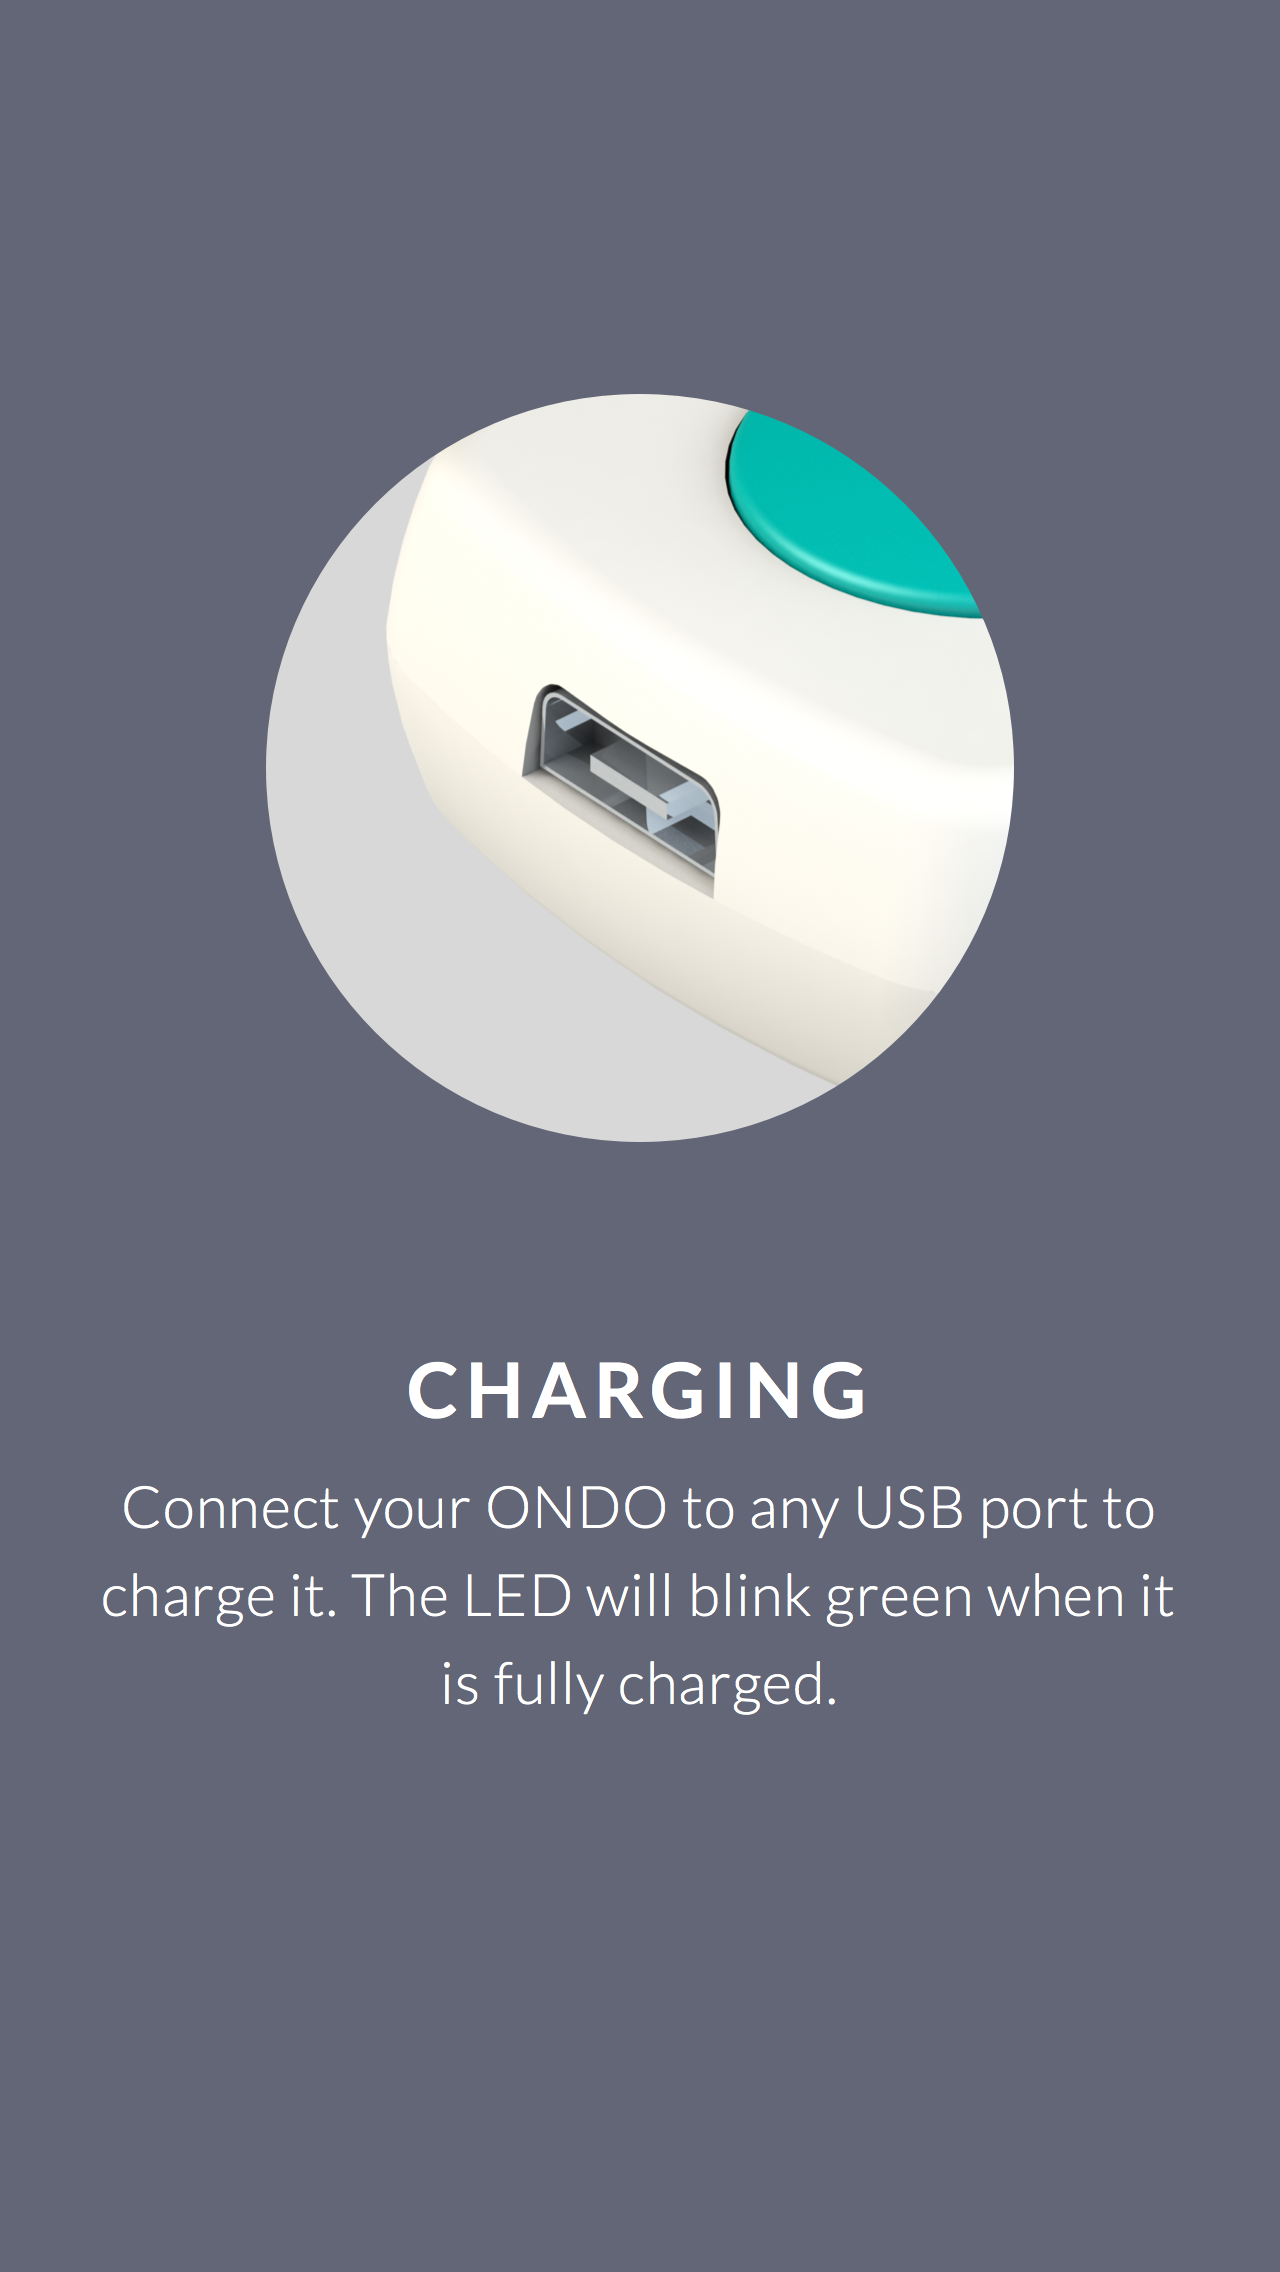 CHARGING
Connect your ONDO to any USB port to
charge it. The LED will blink green when it
is fully charged.